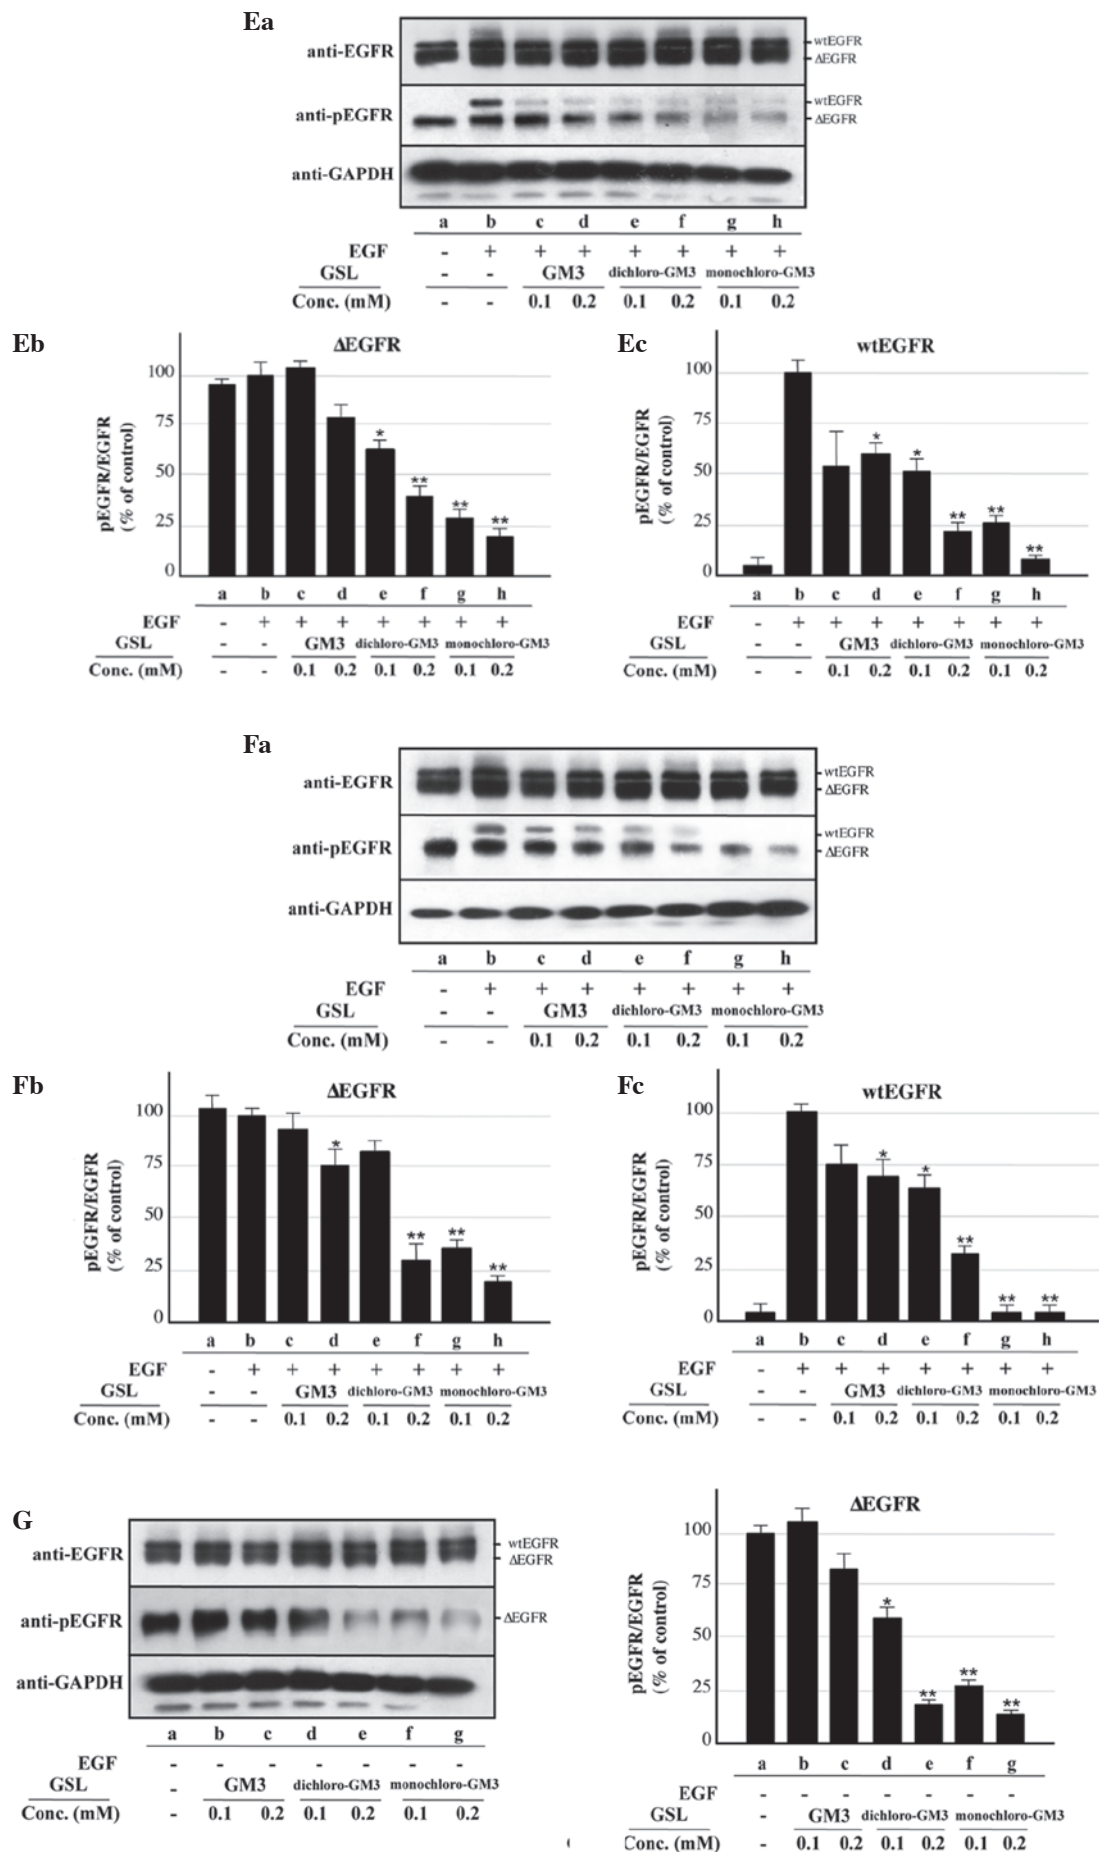 Ea
anti-EGFR
wtEGFR
ΔEGFR
anti-pEGFR
wtEGFR
ΔEGFR
anti-GAPDH
a b c d e f g h
EGF - + + + + + + +
GSL - - GM3 dichloro-GM3 monochloro-GM3
Conc. (mM) - - 0.1 0.2 0.1 0.2 0.1 0.2
Eb
ΔEGFR
pEGFR/EGFR
(% of control)
100
75
50
25
0
*
**
**
**
a b c d e f g h
EGF - + + + + + + +
GSL - - GM3 dichloro-GM3 monochloro-GM3
Conc. (mM) - - 0.1 0.2 0.1 0.2 0.1 0.2
Ec
wtEGFR
pEGFR/EGFR
(% of control)
100
75
50
25
0
*
*
**
**
**
a b c d e f g h
EGF - + + + + + + +
GSL - - GM3 dichloro-GM3 monochloro-GM3
Conc. (mM) - - 0.1 0.2 0.1 0.2 0.1 0.2
Fa
anti-EGFR
wtEGFR
ΔEGFR
anti-pEGFR
wtEGFR
ΔEGFR
anti-GAPDH
a b c d e f g h
EGF - + + + + + + +
GSL - - GM3 dichloro-GM3 monochloro-GM3
Conc. (mM) - - 0.1 0.2 0.1 0.2 0.1 0.2
Fb
ΔEGFR
pEGFR/EGFR
(% of control)
100
75
50
25
0
*
**
**
**
a b c d e f g h
EGF - + + + + + + +
GSL - - GM3 dichloro-GM3 monochloro-GM3
Conc. (mM) - - 0.1 0.2 0.1 0.2 0.1 0.2
Fc
wtEGFR
pEGFR/EGFR
(% of control)
100
75
50
25
0
*
*
**
**
**
a b c d e f g h
EGF - + + + + + + +
GSL - - GM3 dichloro-GM3 monochloro-GM3
Conc. (mM) - - 0.1 0.2 0.1 0.2 0.1 0.2
G
anti-EGFR
wtEGFR
ΔEGFR
anti-pEGFR
ΔEGFR
anti-GAPDH
a b c d e f g
EGF - - - - - - -
GSL - GM3 dichloro-GM3 monochloro-GM3
Conc. (mM) - 0.1 0.2 0.1 0.2 0.1 0.2
ΔEGFR
pEGFR/EGFR
(% of control)
100
75
50
25
0
*
**
**
**
a b c d e f g
EGF - - - - - - -
GSL - GM3 dichloro-GM3 monochloro-GM3
Conc. (mM) - 0.1 0.2 0.1 0.2 0.1 0.2